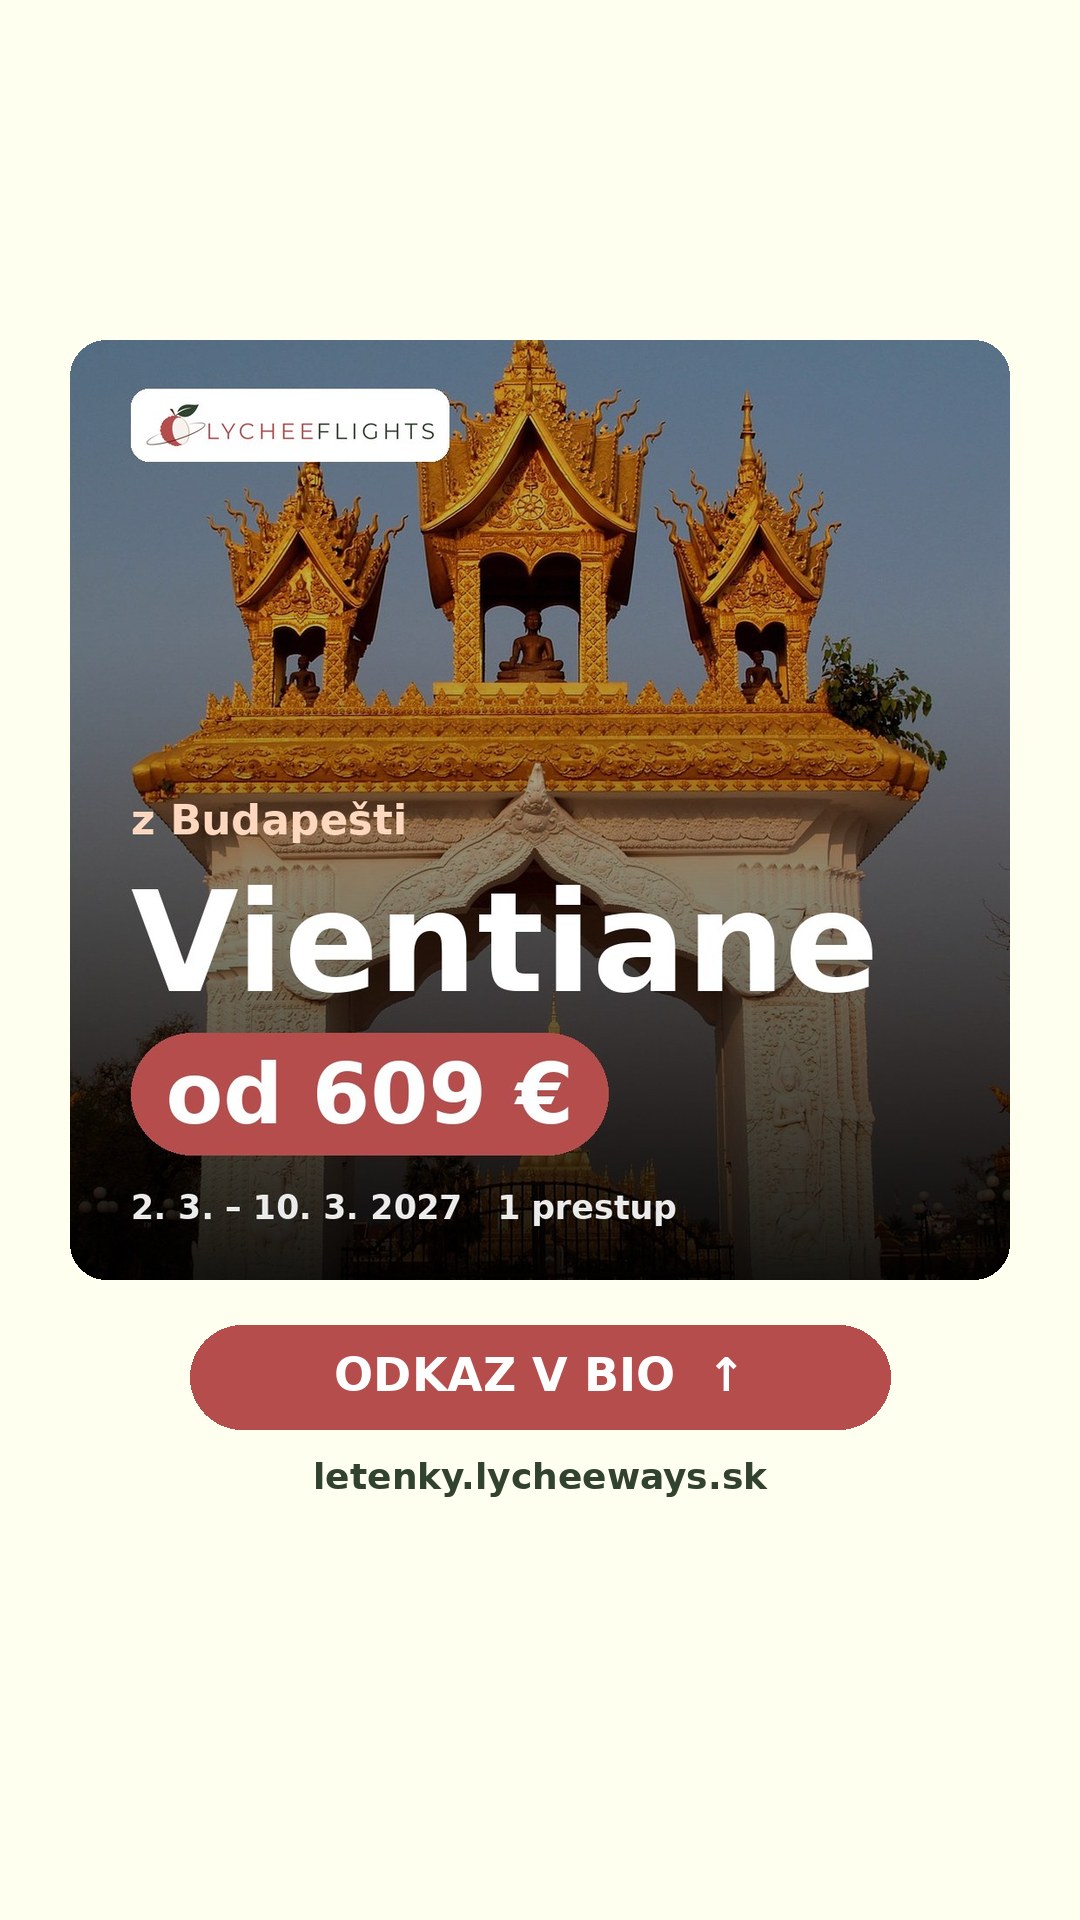 LYCHEEFLIGHTS
z Budapešti
Vientiane
od 609 €
2. 3. – 10. 3. 2027 1 prestup
ODKAZ V BIO ↑
letenky.lycheeways.sk